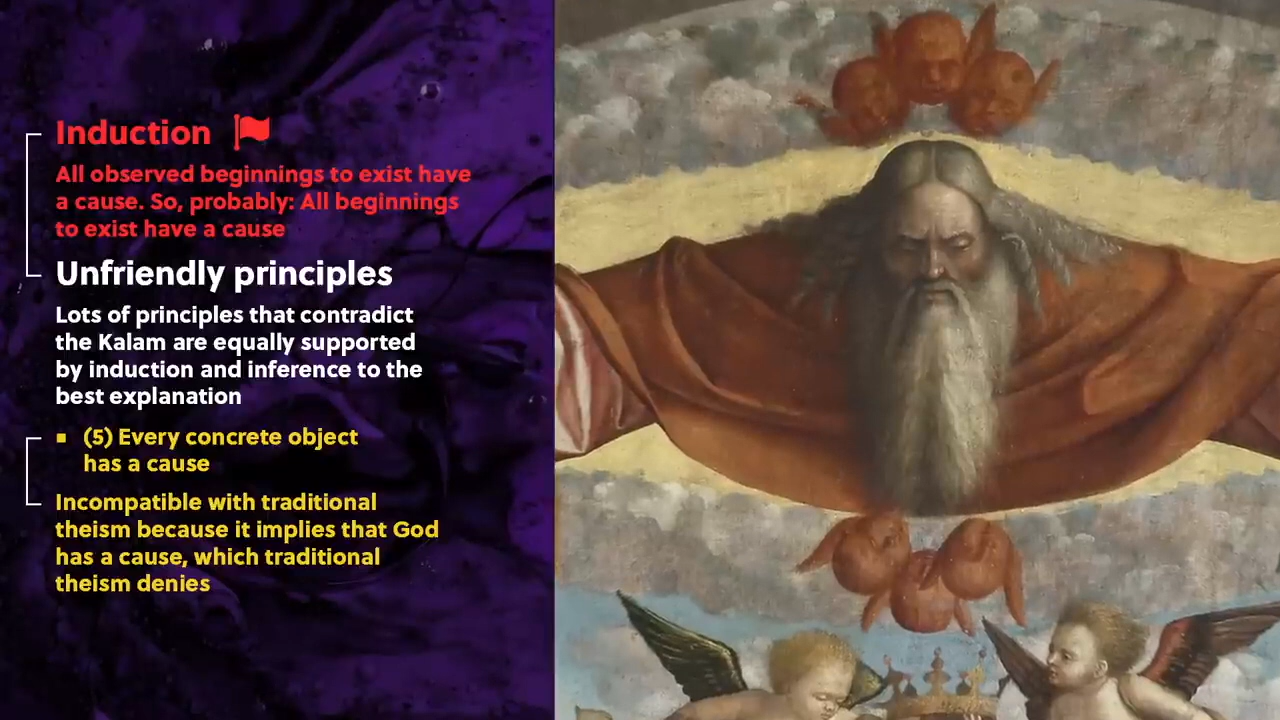 Induction
All observed beginnings to exist have
a cause. So, probably: All beginnings
to exist have a cause
Unfriendly principles
Lots of principles that contradict
the Kalam are equally supported
by induction and inference to the
best explanation
▪ (5) Every concrete object
has a cause
Incompatible with traditional
theism because it implies that God
has a cause, which traditional
theism denies